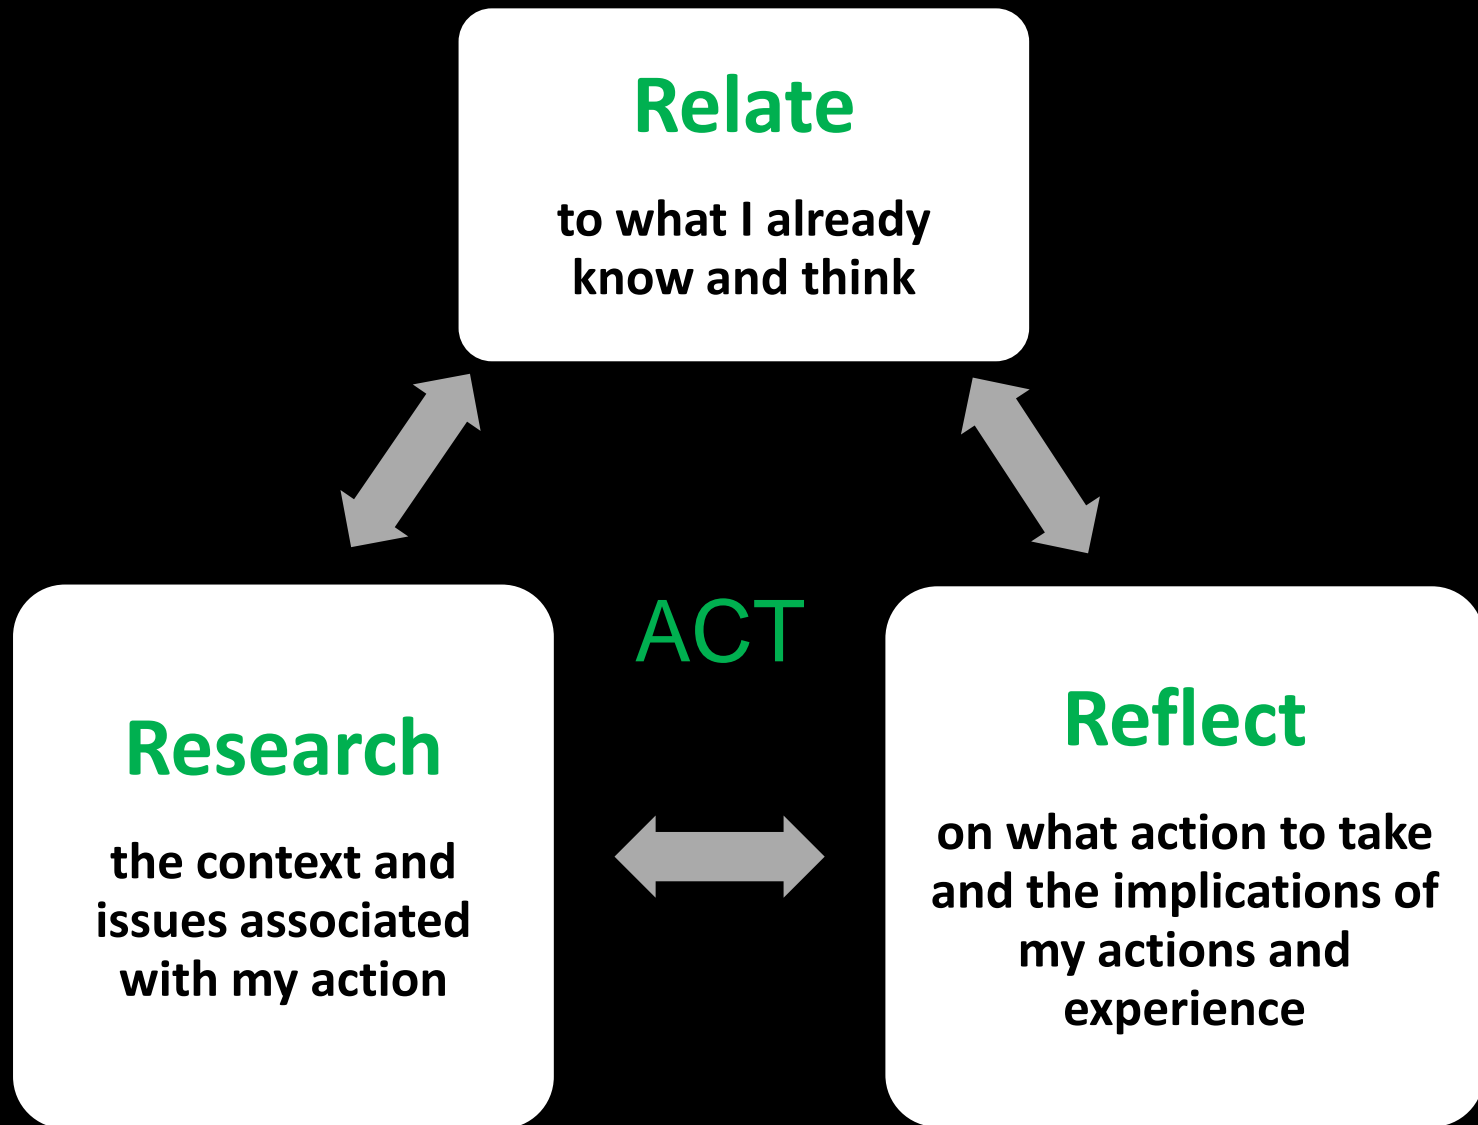 Relate
to what I already
know and think
ACT
Research
the context and
issues associated
with my action
Reflect
on what action to take
and the implications of
my actions and
experience